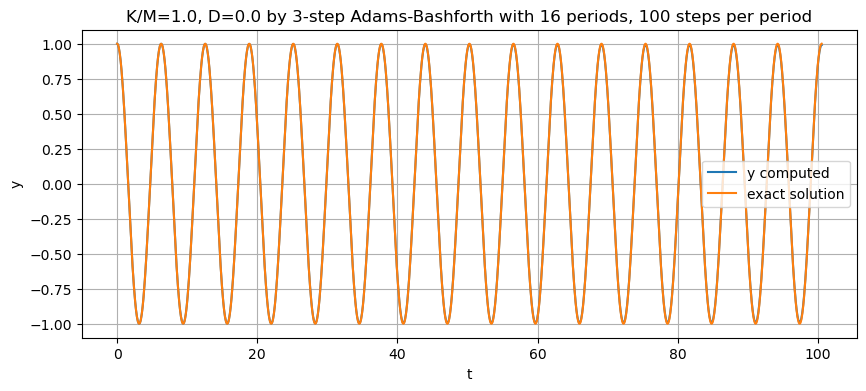 K/M=1.0, D=0.0 by 3-step Adams-Bashforth with 16 periods, 100 steps per period
1.00
0.75
0.50
0.25
0.00
−0.25
−0.50
−0.75
−1.00
y
y computed
exact solution
0 20 40 60 80 100
t